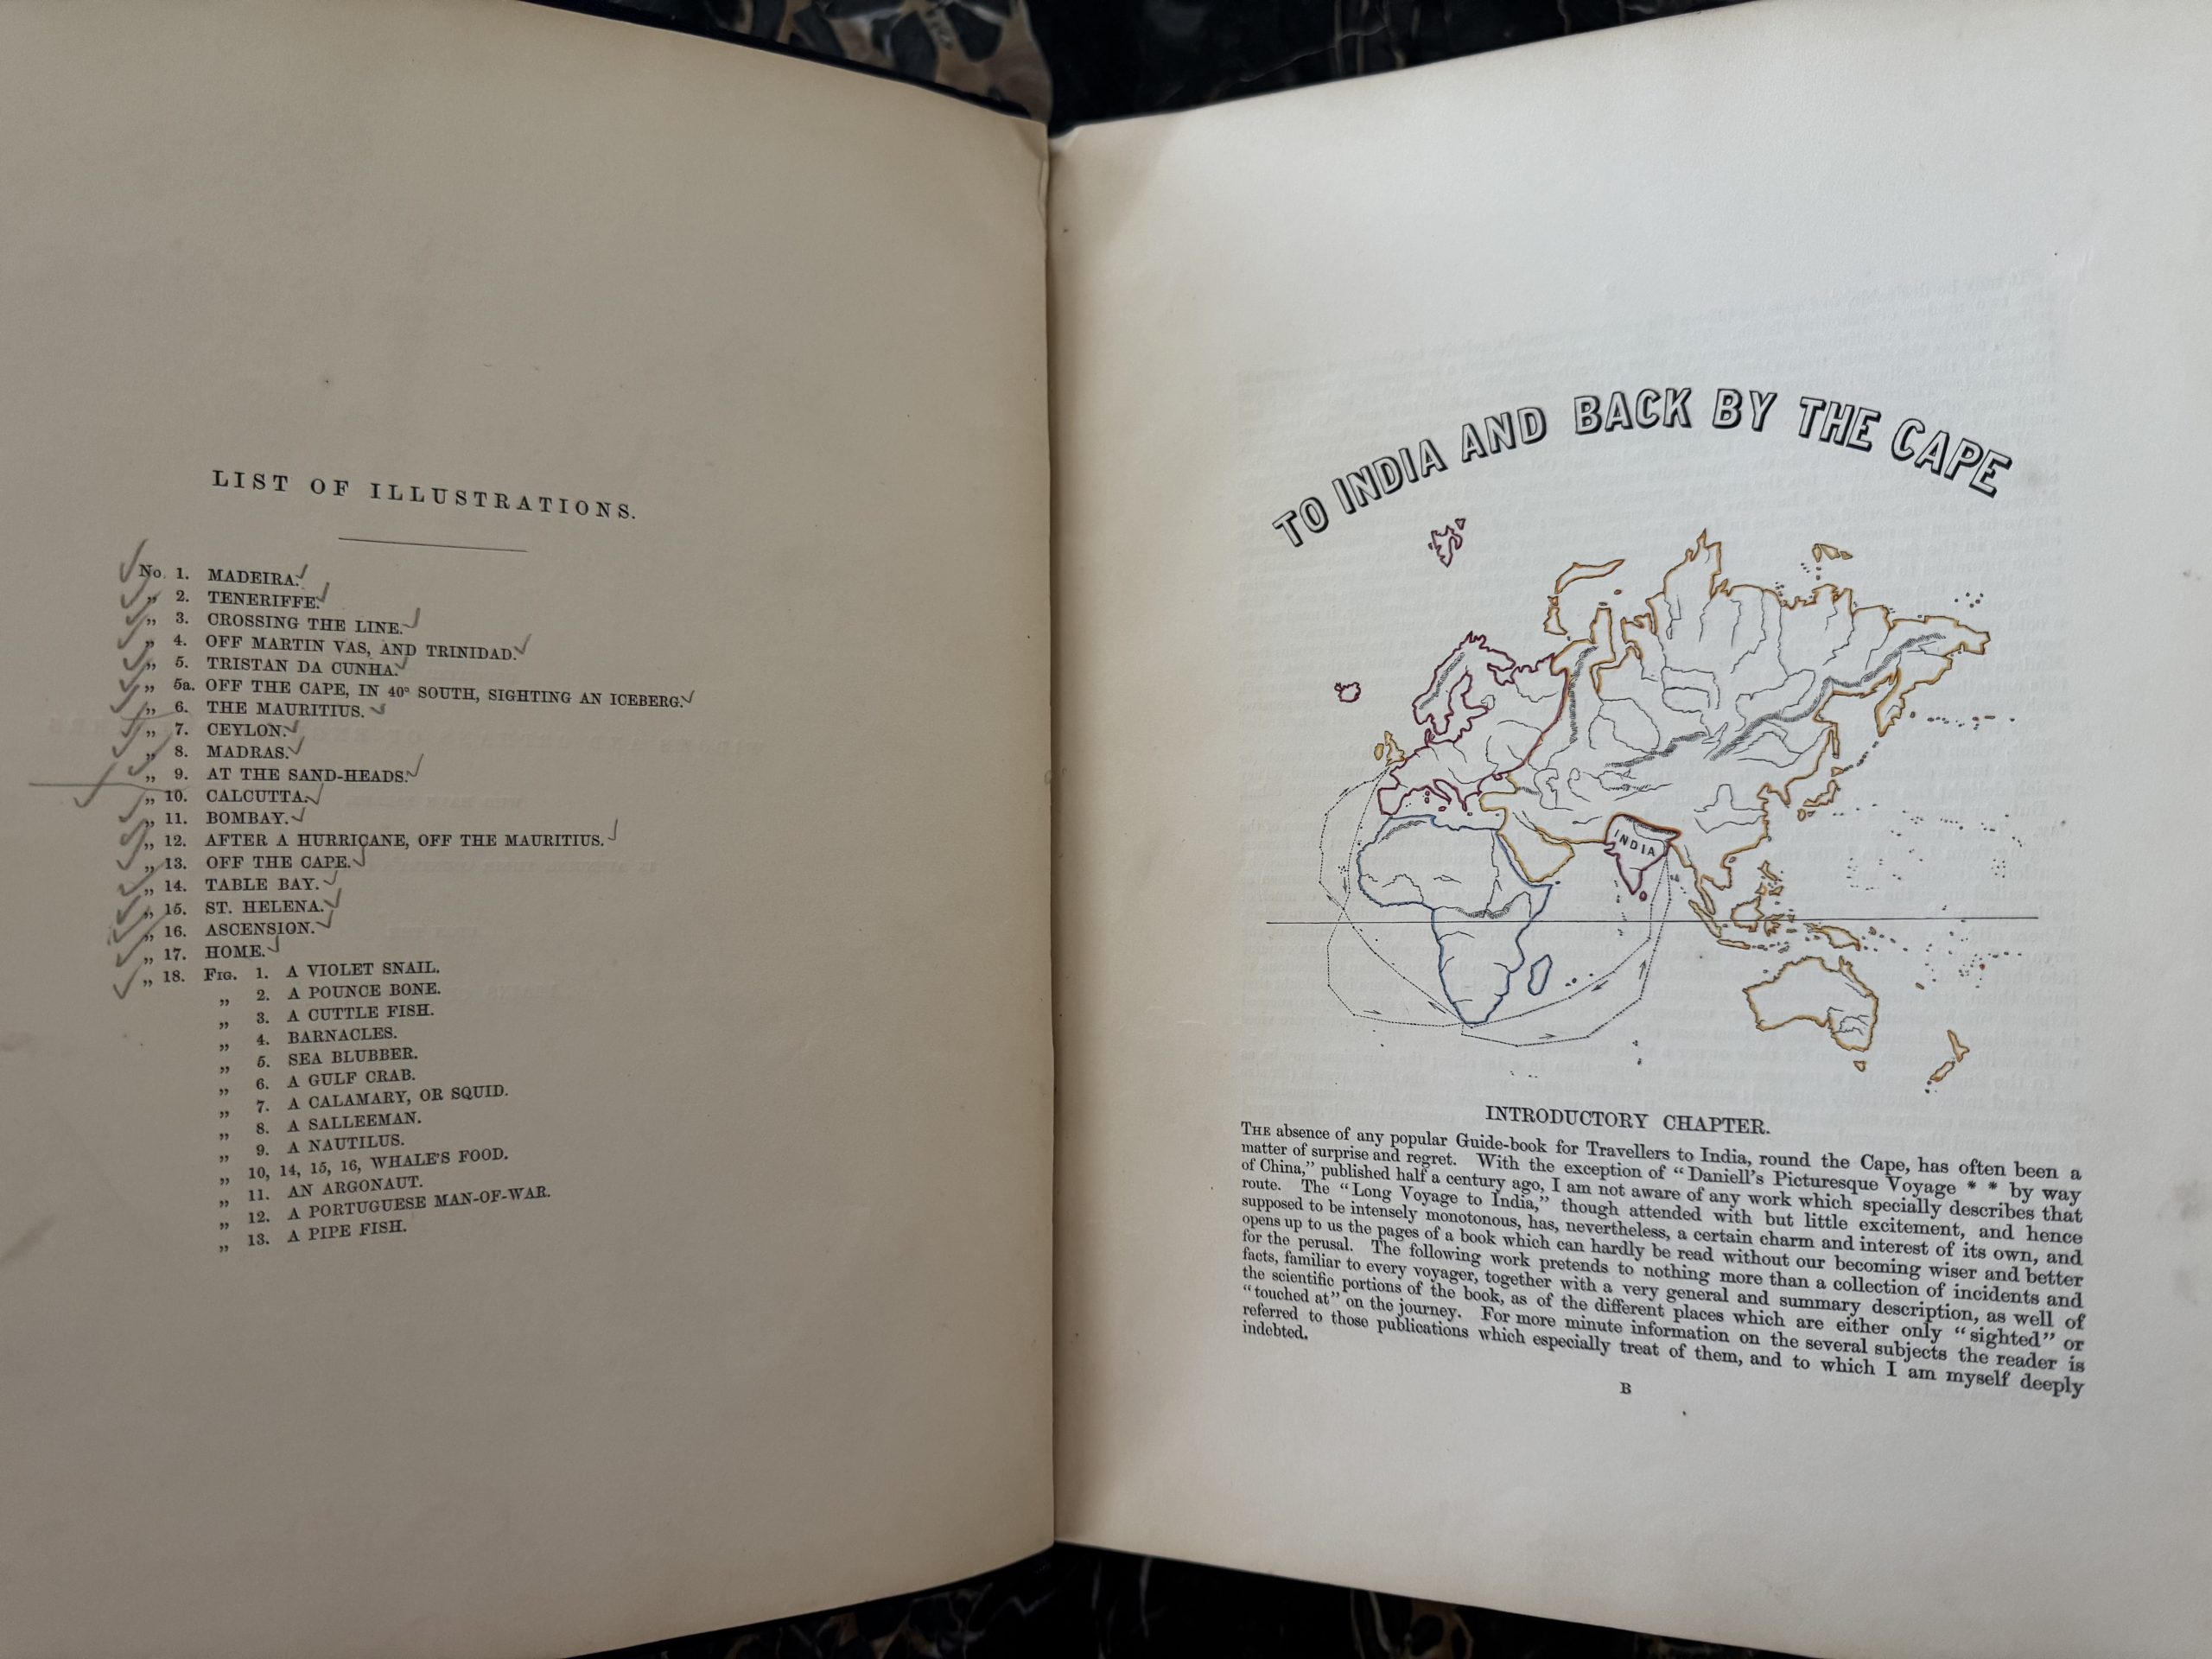 LIST OF ILLUSTRATIONS.
No. 1. MADEIRA.
„ 2. TENERIFFE.
„ 3. CROSSING THE LINE.
„ 4. OFF MARTIN VAS, AND TRINIDAD.
„ 5. TRISTAN DA CUNHA.
„ 5a. OFF THE CAPE, IN 40° SOUTH, SIGHTING AN ICEBERG.
„ 6. THE MAURITIUS.
„ 7. CEYLON.
„ 8. MADRAS.
„ 9. AT THE SAND-HEADS.
„ 10. CALCUTTA.
„ 11. BOMBAY.
„ 12. AFTER A HURRICANE, OFF THE MAURITIUS.
„ 13. OFF THE CAPE.
„ 14. TABLE BAY.
„ 15. ST. HELENA.
„ 16. ASCENSION.
„ 17. HOME.
„ 18. FIG. 1. A VIOLET SNAIL.
„ 2. A POUNCE BONE.
„ 3. A CUTTLE FISH.
„ 4. BARNACLES.
„ 5. SEA BLUBBER.
„ 6. A GULF CRAB.
„ 7. A CALAMARY, OR SQUID.
„ 8. A SALLEEMAN.
„ 9. A NAUTILUS.
„ 10, 14, 15, 16, WHALE'S FOOD.
„ 11. AN ARGONAUT.
„ 12. A PORTUGUESE MAN-OF-WAR.
„ 13. A PIPE FISH.
TO INDIA AND BACK BY THE CAPE
INDIA
INTRODUCTORY CHAPTER.
THE absence of any popular Guide-book for Travellers to India, round the Cape, has often been a
matter of surprise and regret. With the exception of "Daniell's Picturesque Voyage * * by way
of China," published half a century ago, I am not aware of any work which specially describes that
route. The "Long Voyage to India," though attended with but little excitement, and hence
supposed to be intensely monotonous, has, nevertheless, a certain charm and interest of its own, and
opens up to us the pages of a book which can hardly be read without our becoming wiser and better
for the perusal. The following work pretends to nothing more than a collection of incidents and
facts, familiar to every voyager, together with a very general and summary description, as well of
the scientific portions of the book, as of the different places which are either only "sighted" or
"touched at" on the journey. For more minute information on the several subjects the reader is
referred to those publications which especially treat of them, and to which I am myself deeply
indebted.
B